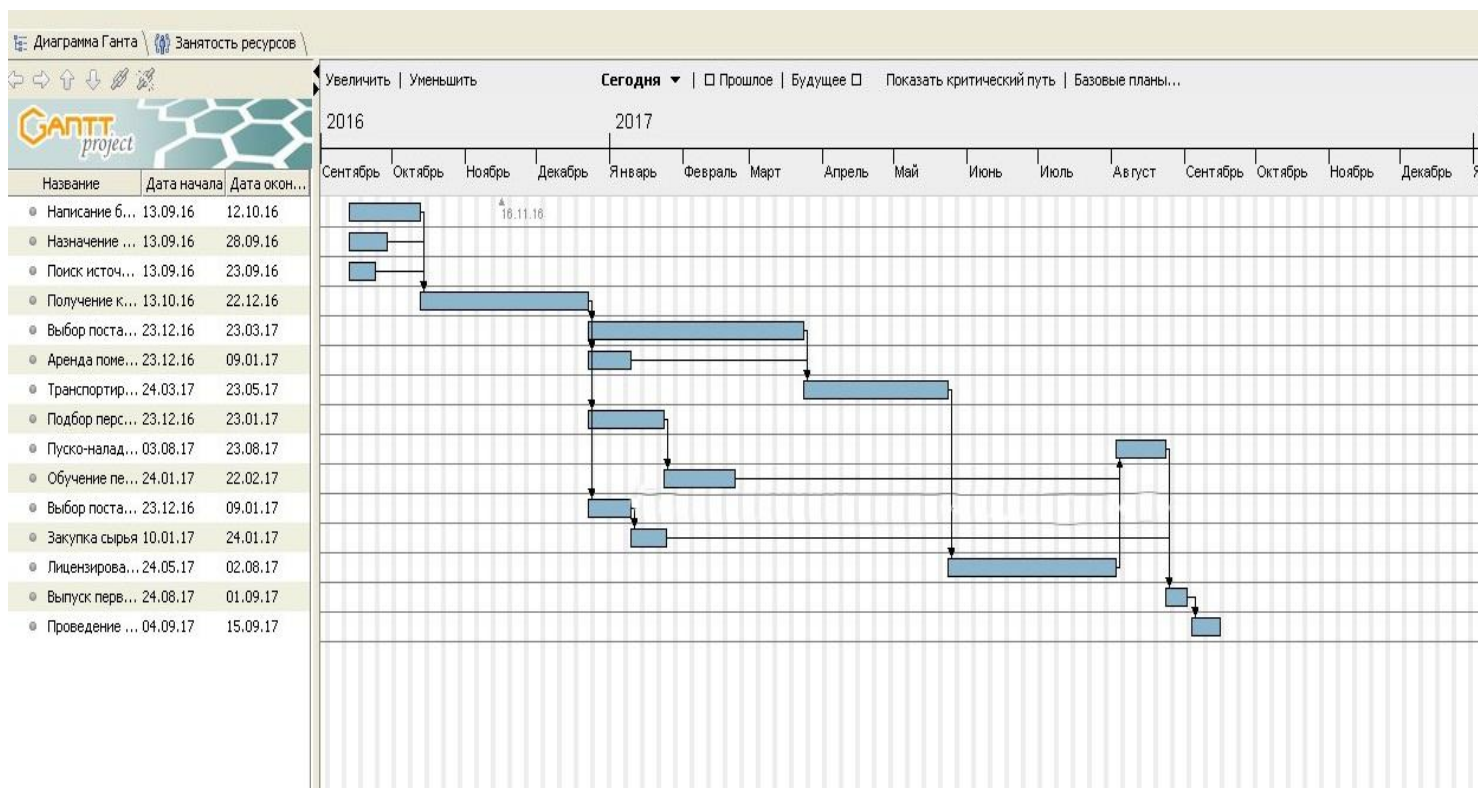 Диаграмма Ганта Занятость ресурсов
Увеличить | Уменьшить Сегодня ▼ | Прошлое | Будущее Показать критический путь | Базовые планы...
GANTT project
2016 2017
Сентябрь Октябрь Ноябрь Декабрь Январь Февраль Март Апрель Май Июнь Июль Август Сентябрь Октябрь Ноябрь Декабрь
Название Дата начала Дата окон...
Написание б... 13.09.16 12.10.16
16.11.16
Назначение ... 13.09.16 28.09.16
Поиск источ... 13.09.16 23.09.16
Получение к... 13.10.16 22.12.16
Выбор поста... 23.12.16 23.03.17
Аренда поме... 23.12.16 09.01.17
Транспортир... 24.03.17 23.05.17
Подбор перс... 23.12.16 23.01.17
Пуско-налад... 03.08.17 23.08.17
Обучение пе... 24.01.17 22.02.17
Выбор поста... 23.12.16 09.01.17
Закупка сырья 10.01.17 24.01.17
Лицензирова... 24.05.17 02.08.17
Выпуск перв... 24.08.17 01.09.17
Проведение ... 04.09.17 15.09.17